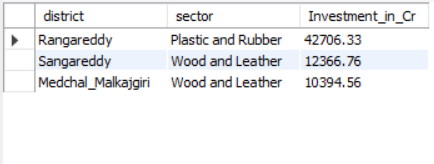 district sector Investment_in_Cr
Rangareddy Plastic and Rubber 42706.33
Sangareddy Wood and Leather 12366.76
Medchal_Malkajgiri Wood and Leather 10394.56